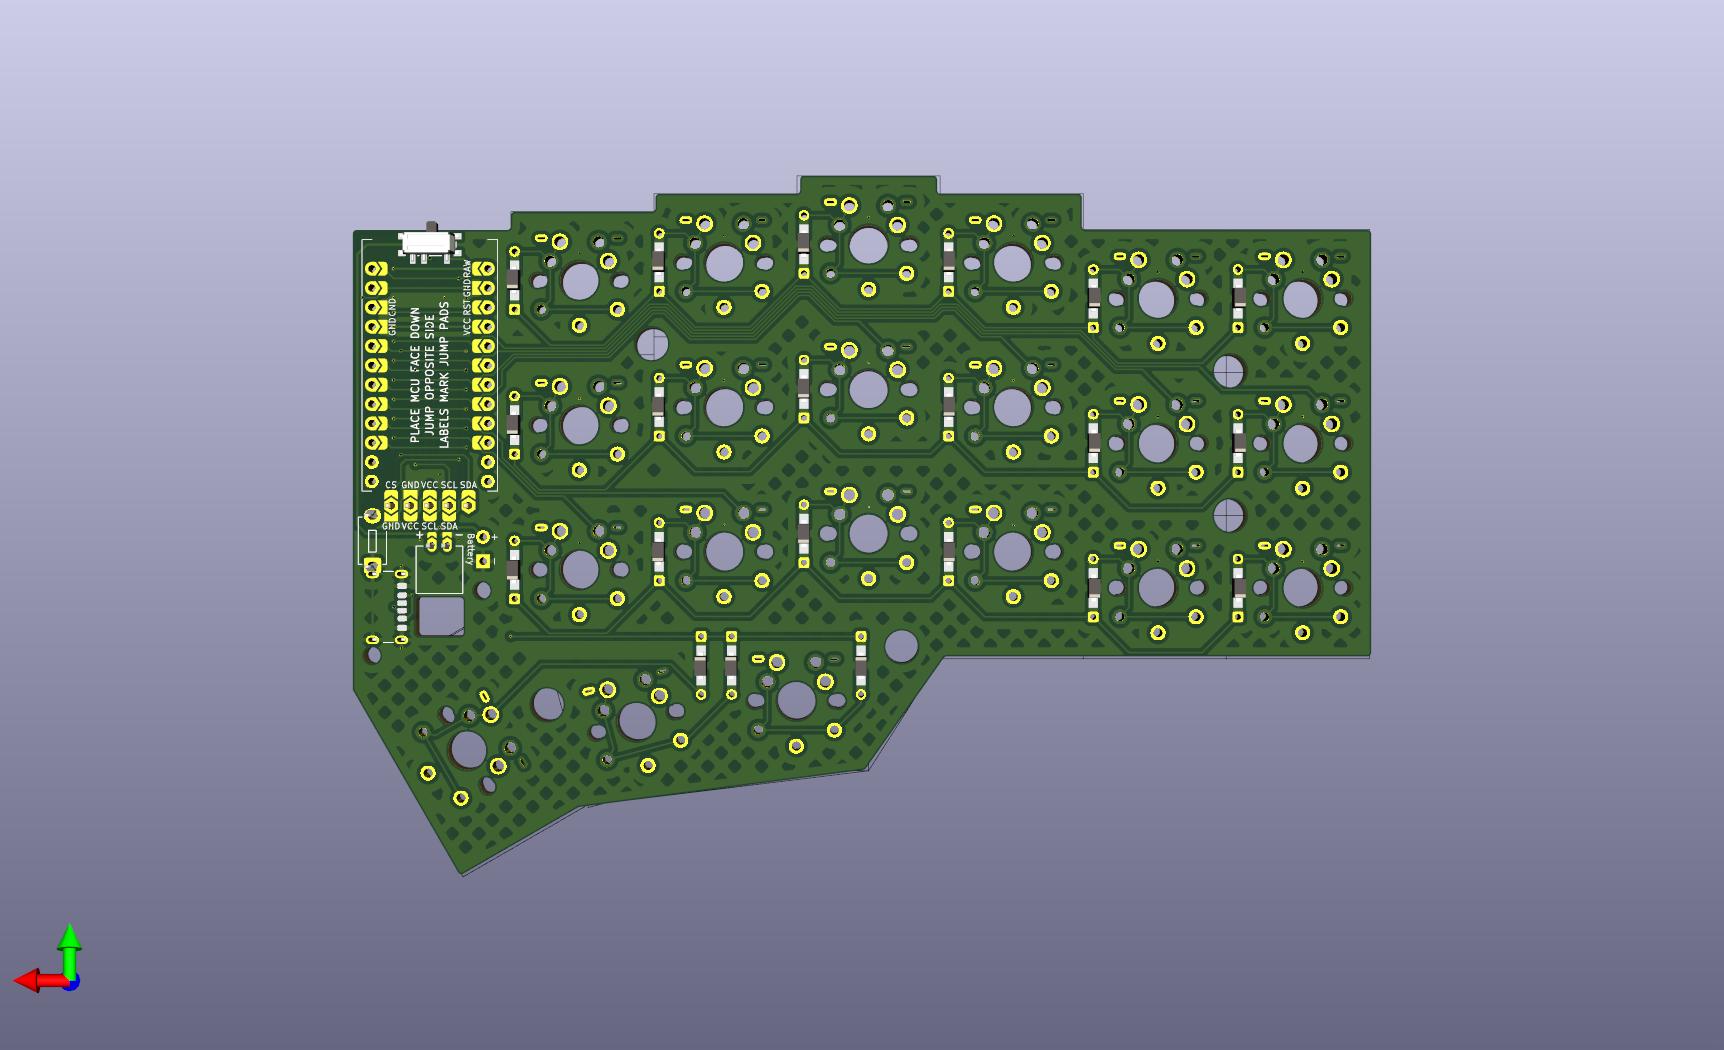 RAW
GND
RST
VCC
GND
GND
PLACE MCU FACE DOWN
JUMP OPPOSITE SIDE
LABELS MARK JUMP PADS
CS GND VCC SCL SDA
GND VCC SCL SDA
+ −
Battery
+
−